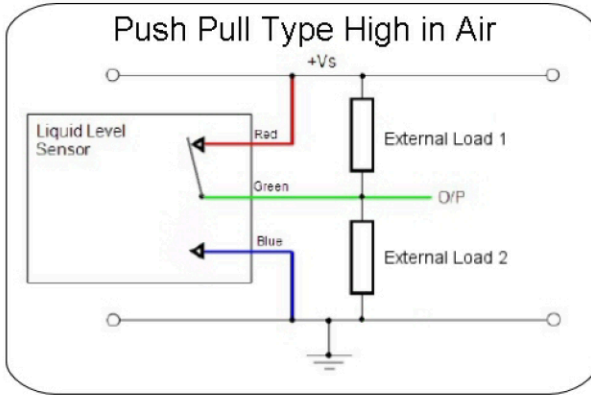 Push Pull Type High in Air
+Vs
Liquid Level
Sensor
Red
External Load 1
Green
O/P
Blue
External Load 2